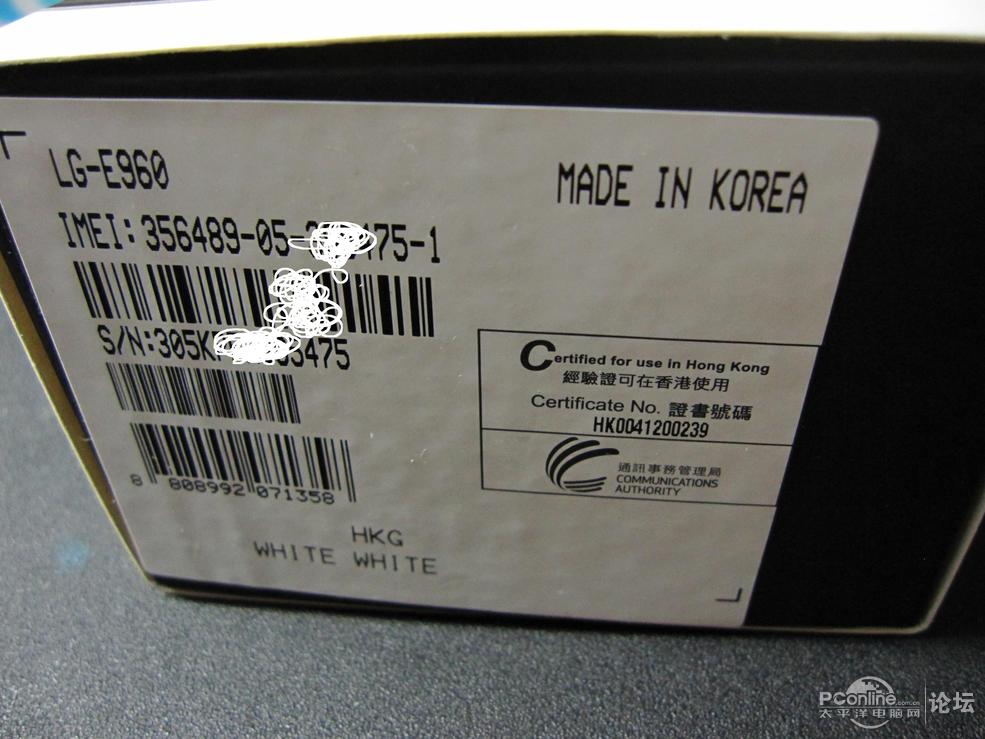 LG-E960
MADE IN KOREA
IMEI: 356489-05- 475-1
S/N:305K 5475
Certified for use in Hong Kong
經驗證可在香港使用
Certificate No. 證書號碼
HK0041200239
通訊事務管理局
COMMUNICATIONS
AUTHORITY
8 808992 071358
HKG
WHITE WHITE
PConline.com.cn
太平洋电脑网
论坛